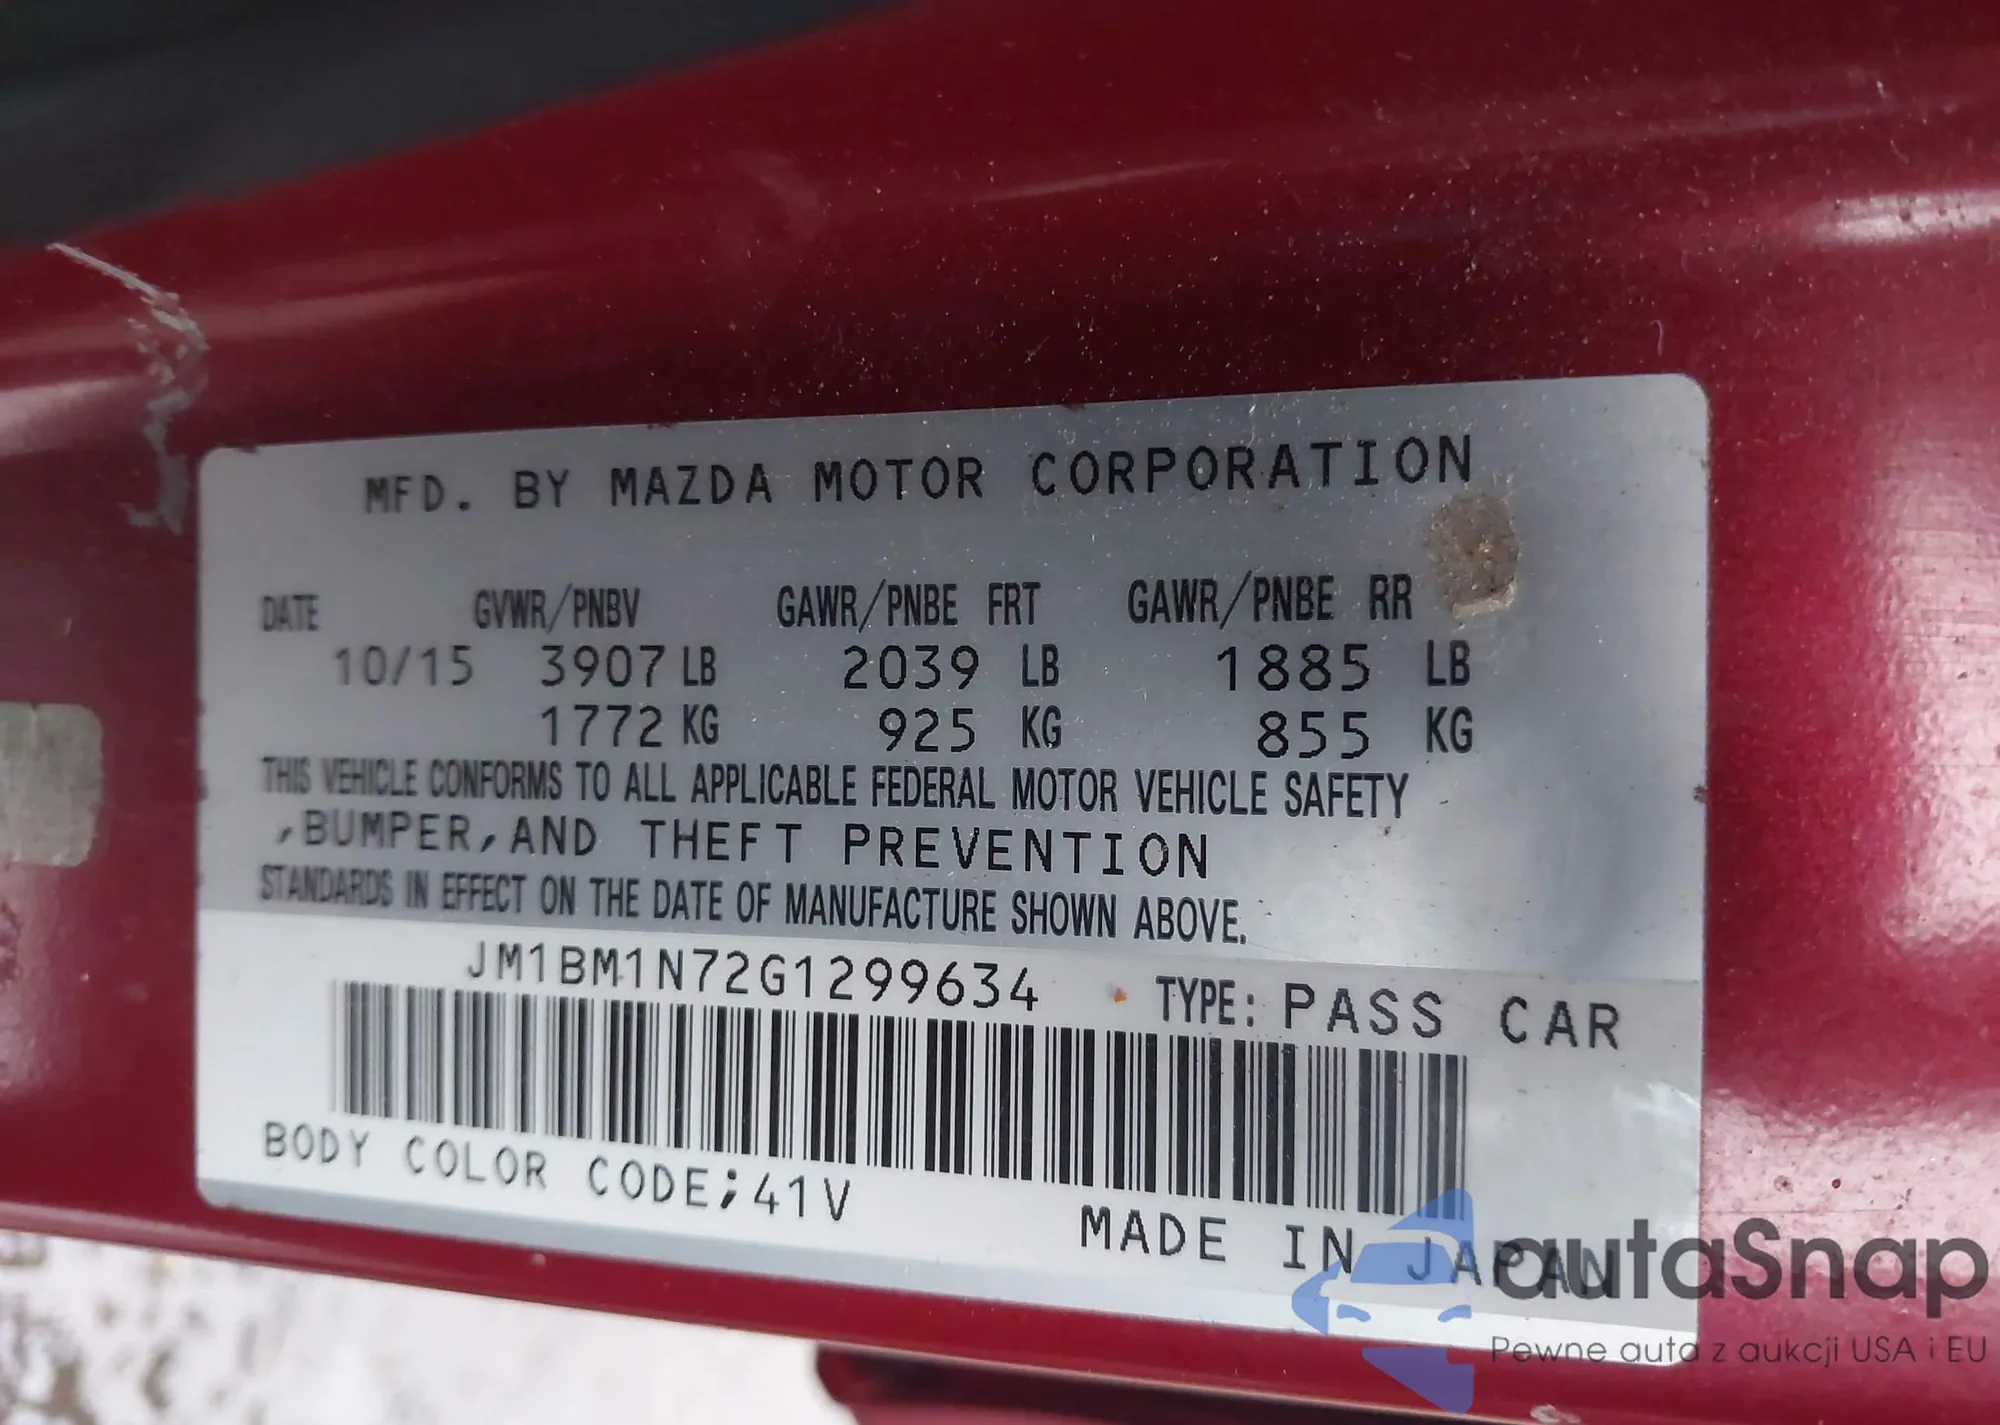 MFD. BY MAZDA MOTOR CORPORATION
DATE GVWR/PNBV GAWR/PNBE FRT GAWR/PNBE RR
10/15 3907 LB 2039 LB 1885 LB
1772 KG 925 KG 855 KG
THIS VEHICLE CONFORMS TO ALL APPLICABLE FEDERAL MOTOR VEHICLE SAFETY
,BUMPER,AND THEFT PREVENTION
STANDARDS IN EFFECT ON THE DATE OF MANUFACTURE SHOWN ABOVE.
JM1BM1N72G1299634 TYPE: PASS CAR
BODY COLOR CODE;41V
MADE IN JAPAN
autaSnap
Pewne auta z aukcji USA i EU